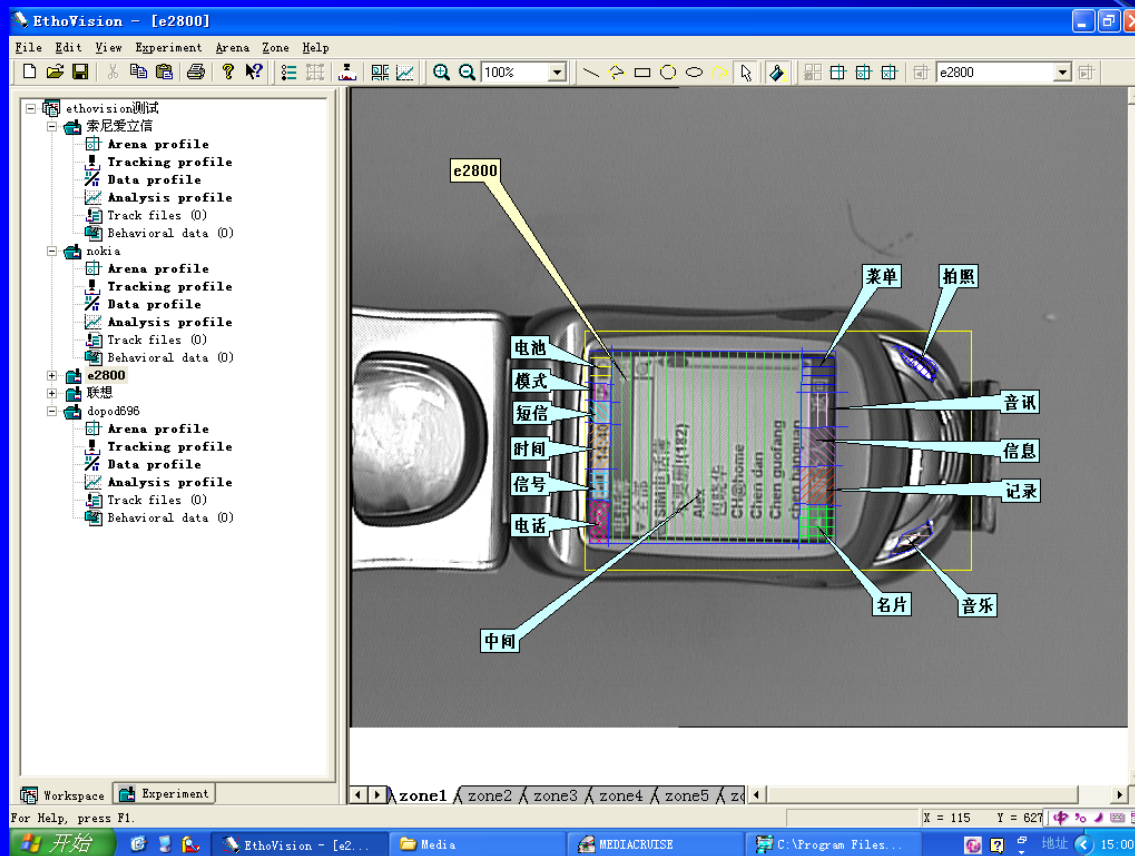 EthoVision - [e2800]
File Edit View Experiment Arena Zone Help
100%
e2800
ethovision测试
索尼爱立信
Arena profile
Tracking profile
Data profile
Analysis profile
Track files (0)
Behavioral data (0)
nokia
Arena profile
Tracking profile
Data profile
Analysis profile
Track files (0)
Behavioral data (0)
e2800
联想
dopod696
Arena profile
Tracking profile
Data profile
Analysis profile
Track files (0)
Behavioral data (0)
Workspace
Experiment
e2800
菜单
拍照
电池
模式
短信
时间
信号
电话
音讯
信息
记录
名片
音乐
中间
14:40
▼全部
(182)
Alex
CH@home
Chen dan
Chen guofang
zone1 zone2 zone3 zone4 zone5
For Help, press F1.
X = 115 Y = 627
中
开始
EthoVision - [e2...
Media
MEDIACRUISE
C:\Program Files...
地址
15:00